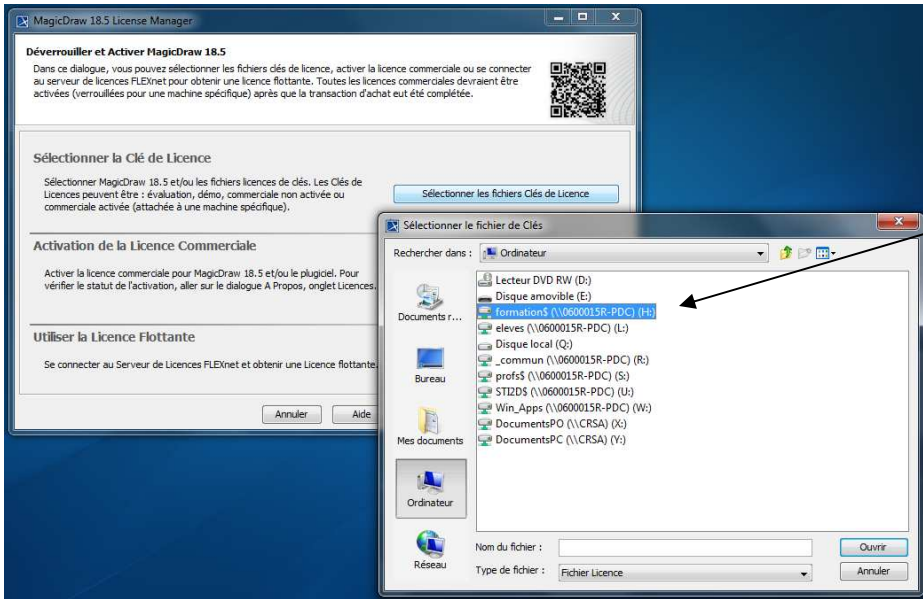 MagicDraw 18.5 License Manager
Déverrouiller et Activer MagicDraw 18.5
Dans ce dialogue, vous pouvez sélectionner les fichiers clés de licence, activer la licence commerciale ou se connecter
au serveur de licences FLEXnet pour obtenir une licence flottante. Toutes les licences commerciales devraient être
activées (verrouillées pour une machine spécifique) après que la transaction d'achat eut été complétée.
Sélectionner la Clé de Licence
Sélectionner MagicDraw 18.5 et/ou les fichiers licences de clés. Les Clés de
Licences peuvent être : évaluation, démo, commerciale non activée ou
commerciale activée (attachée à une machine spécifique).
Sélectionner les fichiers Clés de Licence
Activation de la Licence Commerciale
Activer la licence commerciale pour MagicDraw 18.5 et/ou le plugiciel. Pour
vérifier le statut de l'activation, aller sur le dialogue A Propos, onglet Licences.
Utiliser la Licence Flottante
Se connecter au Serveur de Licences FLEXnet et obtenir une Licence flottante.
Annuler
Aide
Sélectionner le fichier de Clés
Rechercher dans :
Ordinateur
Documents r...
Bureau
Mes documents
Ordinateur
Réseau
Lecteur DVD RW (D:)
Disque amovible (E:)
formation$ (\\0600015R-PDC) (H:)
eleves (\\0600015R-PDC) (L:)
Disque local (Q:)
_commun (\\0600015R-PDC) (R:)
profs$ (\\0600015R-PDC) (S:)
STI2D$ (\\0600015R-PDC) (U:)
Win_Apps (\\0600015R-PDC) (W:)
DocumentsPO (\\CRSA) (X:)
DocumentsPC (\\CRSA) (Y:)
Nom du fichier :
Ouvrir
Type de fichier :
Fichier Licence
Annuler